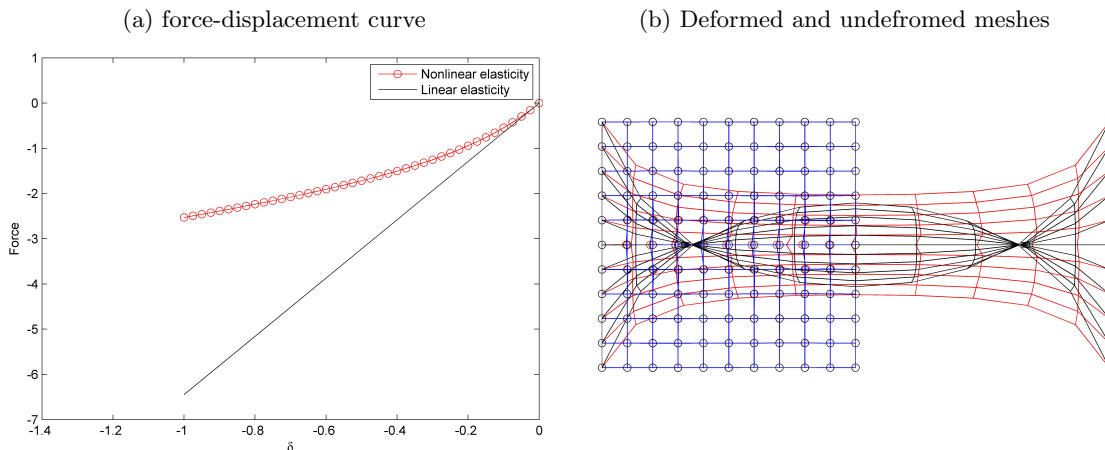 (a) force-displacement curve
(b) Deformed and undefromed meshes
1
0
-1
-2
-3
-4
-5
-6
-7
Force
Nonlinear elasticity
Linear elasticity
-1.4
-1.2
-1
-0.8
-0.6
-0.4
-0.2
0
δ